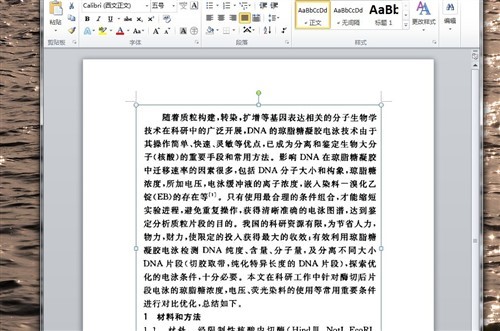 Calibri (西文正文)
五号
剪贴板
字体
段落
样式
AaBbCcDd
AaBbCcDd
AaBb
正文
无间隔
标题 1
更改样式
编辑
随着质粒构建,转染,扩增等基因表达相关的分子生物学
技术在科研中的广泛开展,DNA的琼脂糖凝胶电泳技术由于
其操作简单、快速、灵敏等优点,已成为分离和鉴定生物大分
子(核酸)的重要手段和常用方法。影响 DNA 在琼脂糖凝胶
中迁移速率的因素很多,包括 DNA 分子大小和构象,琼脂糖
浓度,所加电压,电泳缓冲液的离子浓度,嵌入染料一溴化乙
锭(EB)的存在等[1]。只有使用最合理的条件组合,才能缩短
实验进程,避免重复操作,获得清晰准确的电泳图谱,达到鉴
定分析质粒片段的目的。我国的科研资源有限,为节省人力,
物力,财力,使限定的投入获得最大的收效,有效利用琼脂糖
凝胶电泳检测 DNA 纯度、含量、分子量,及分离不同大小
DNA 片段(切胶取带,纯化特异长度的 DNA 片段),探索优
化的电泳条件,十分必要。本文在科研工作中针对酶切后片
段电泳的琼脂糖浓度,电压、荧光染料的使用等常用重要条件
进行对比优化,总结如下。
1 材料和方法
1.1 材料 经限制性核酸内切酶(HindⅢ、NotI、EcoRI